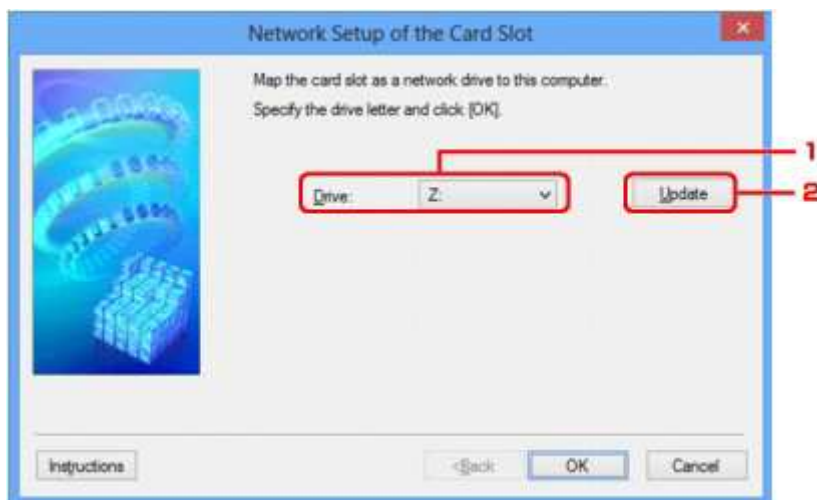 Network Setup of the Card Slot
Map the card slot as a network drive to this computer.
Specify the drive letter and click [OK].
1
Drive: Z: Update
2
Instructions <Back OK Cancel